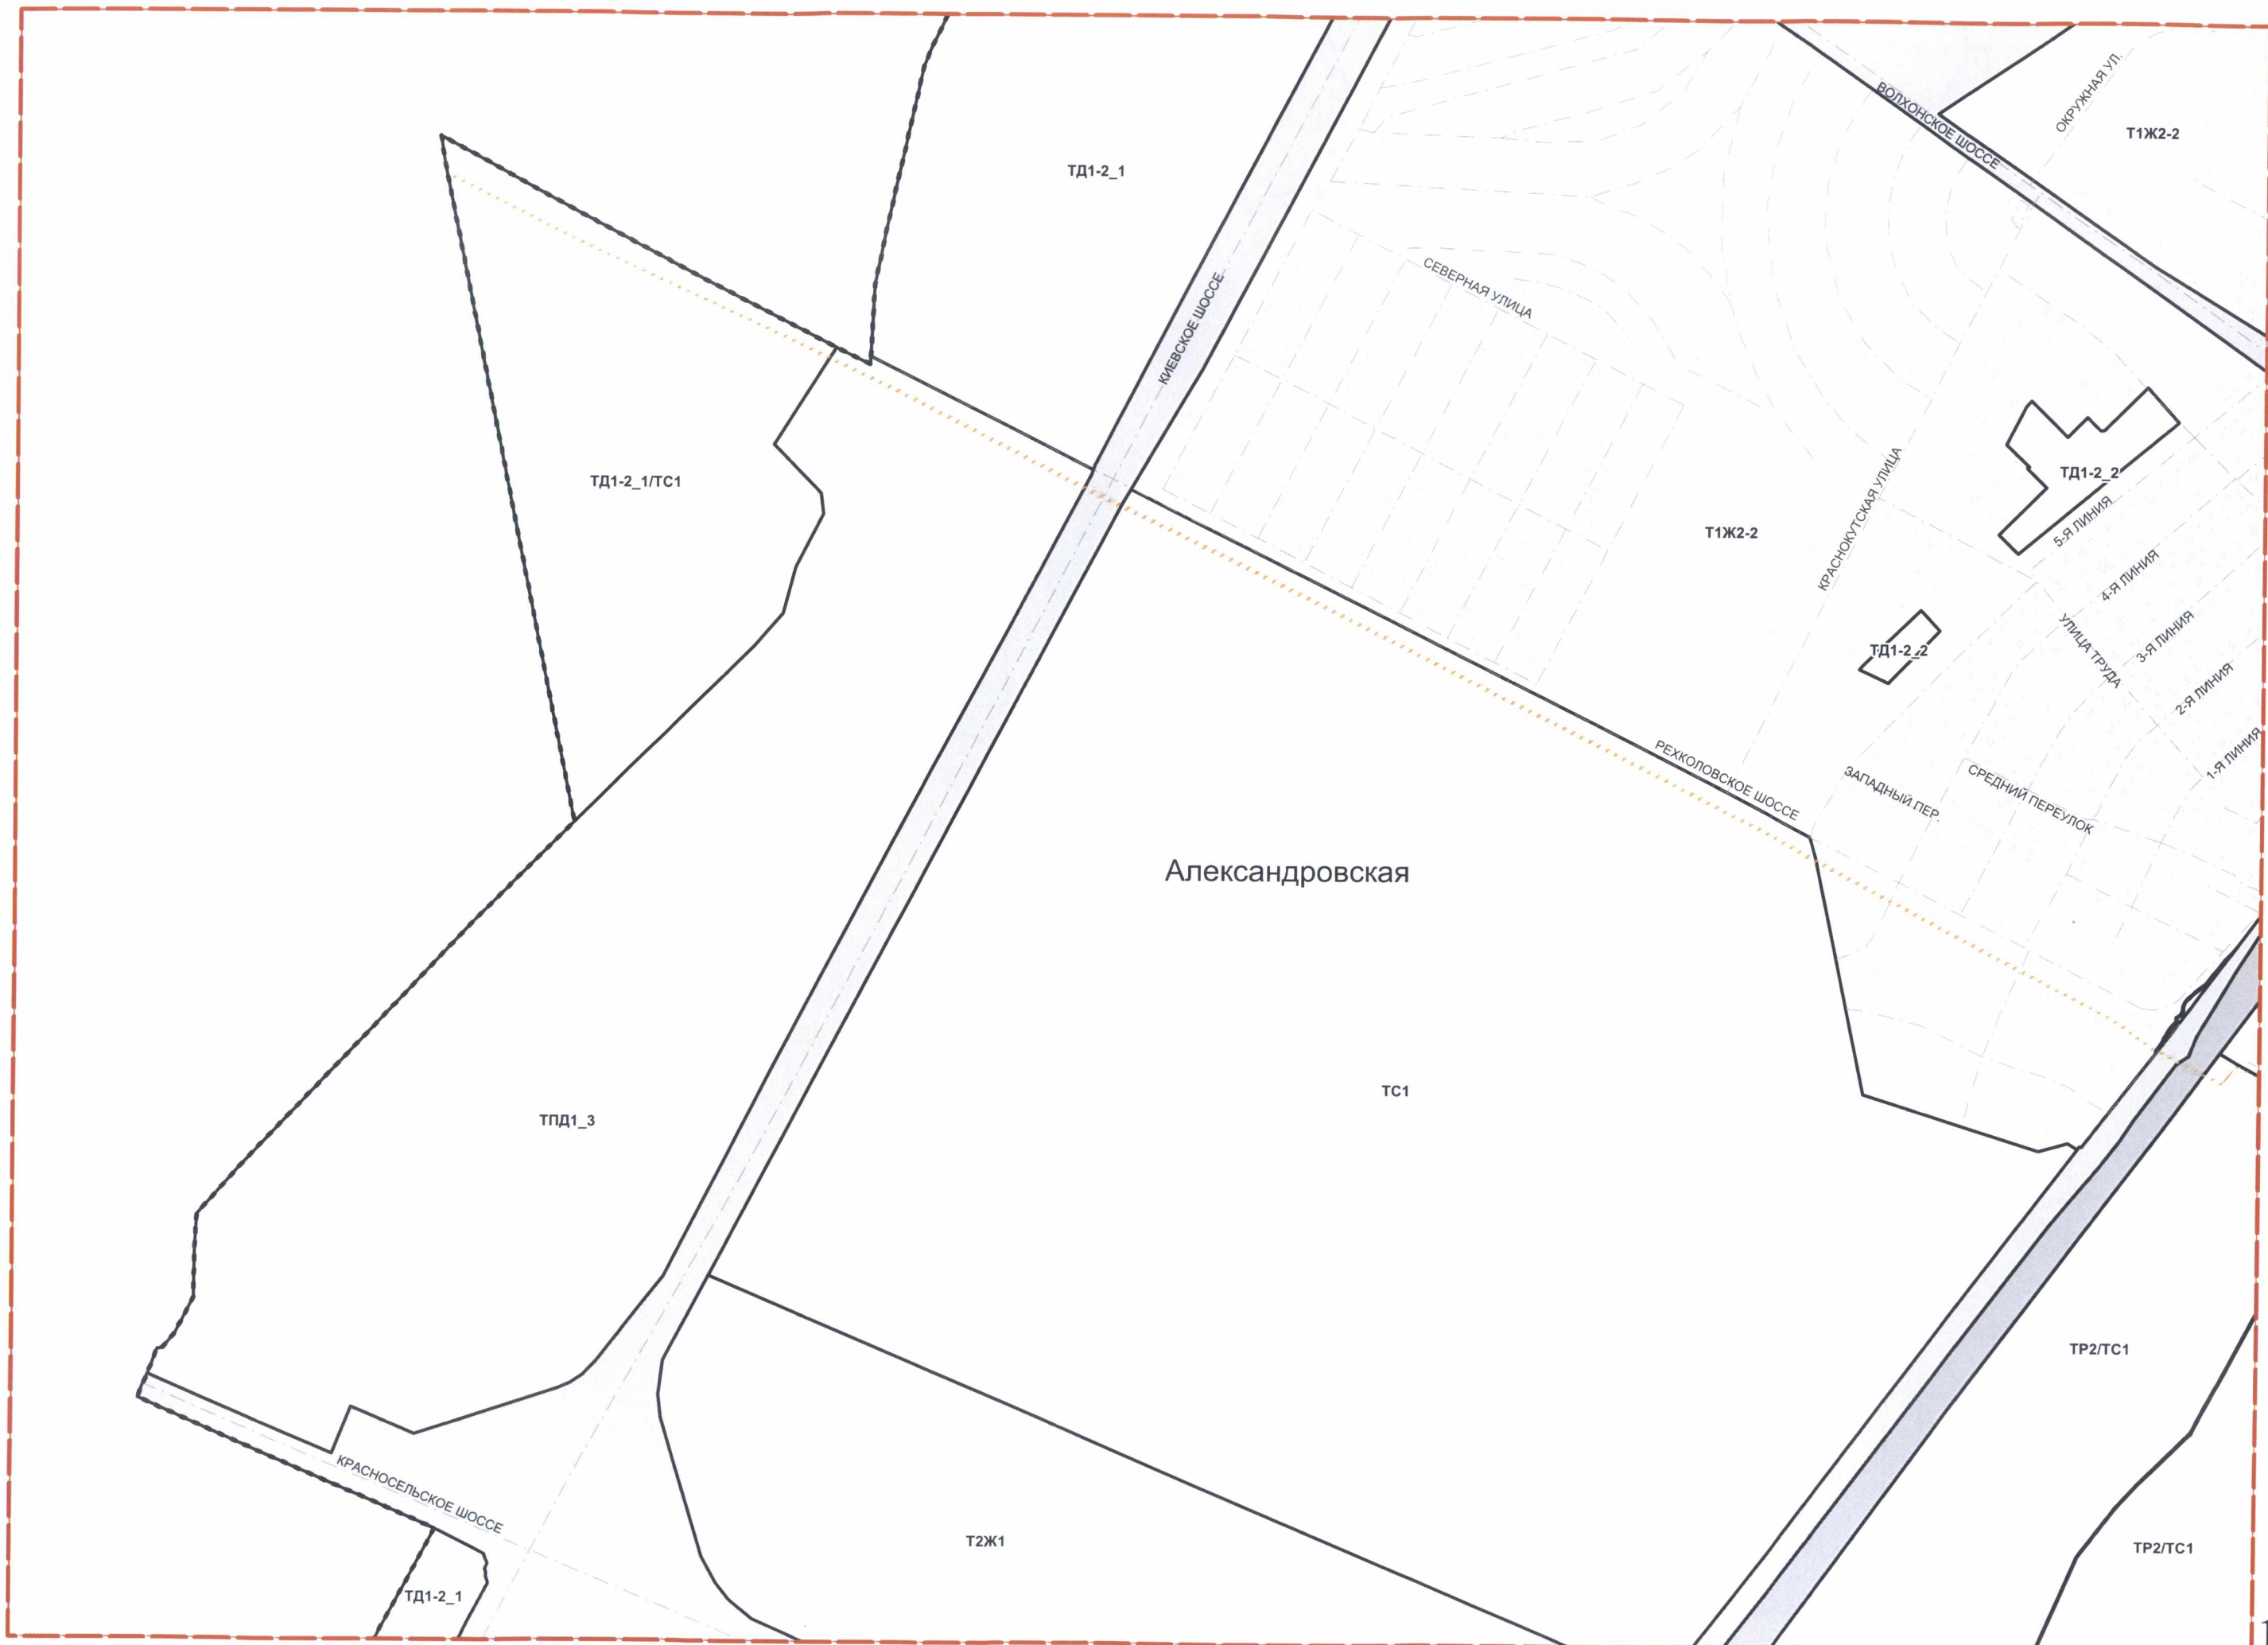 ВОЛХОНСКОЕ ШОССЕ
ОКРУЖНАЯ УЛ.
Т1Ж2-2
ТД1-2_1
КИЕВСКОЕ ШОССЕ
СЕВЕРНАЯ УЛИЦА
ТД1-2_1/ТС1
Т1Ж2-2
КРАСНОКУТСКАЯ УЛИЦА
ТД1-2_2
5-Я ЛИНИЯ
4-Я ЛИНИЯ
3-Я ЛИНИЯ
2-Я ЛИНИЯ
1-Я ЛИНИЯ
УЛИЦА ТРУДА
ТД1-2_2
РЕХКОЛОВСКОЕ ШОССЕ
ЗАПАДНЫЙ ПЕР.
СРЕДНИЙ ПЕРЕУЛОК
Александровская
ТС1
ТПД1_3
ТР2/ТС1
КРАСНОСЕЛЬСКОЕ ШОССЕ
Т2Ж1
ТР2/ТС1
ТД1-2_1